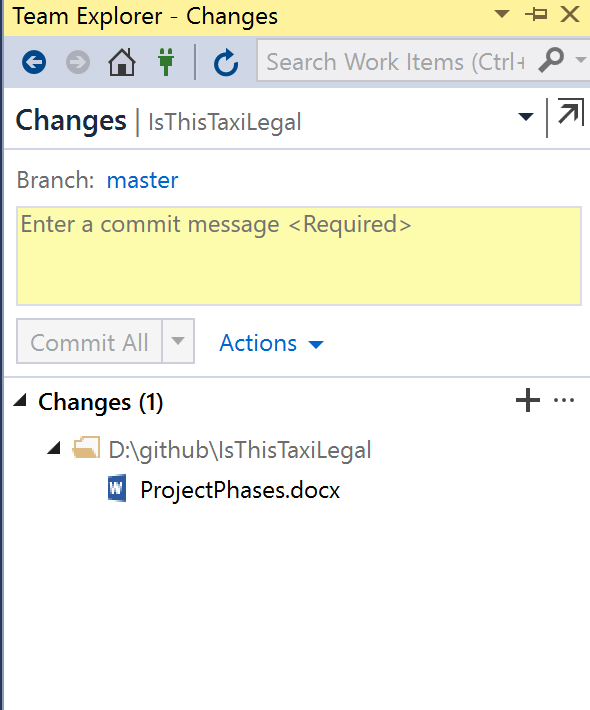 Team Explorer - Changes
Search Work Items (Ctrl+
Changes | IsThisTaxiLegal
Branch: master
Enter a commit message <Required>
Commit All Actions
Changes (1)
D:\github\IsThisTaxiLegal
W ProjectPhases.docx